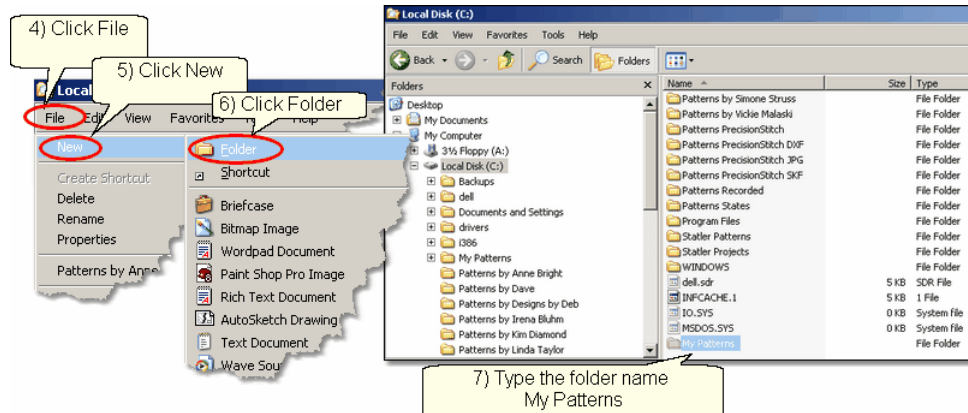 4) Click File
5) Click New
6) Click Folder
Local
File Edit View Favorites Help
New
Create Shortcut
Delete
Rename
Properties
Patterns by Anne
Folder
Shortcut
Briefcase
Bitmap Image
Wordpad Document
Paint Shop Pro Image
Rich Text Document
AutoSketch Drawing
Text Document
Wave Sou
Local Disk (C:)
File Edit View Favorites Tools Help
Back Search Folders
Folders x
Desktop
My Documents
My Computer
3½ Floppy (A:)
Local Disk (C:)
Backups
dell
Documents and Settings
drivers
i386
My Patterns
Patterns by Anne Bright
Patterns by Dave
Patterns by Designs by Deb
Patterns by Irena Bluhm
Patterns by Kim Diamond
Patterns by Linda Taylor
Name Size Type
Patterns by Simone Struss File Folder
Patterns by Vickie Malaski File Folder
Patterns PrecisionStitch DXF File Folder
Patterns PrecisionStitch JPG File Folder
Patterns PrecisionStitch SKF File Folder
Patterns Recorded File Folder
Patterns States File Folder
Program Files File Folder
Statler Patterns File Folder
Statler Projects File Folder
WINDOWS File Folder
dell.sdr 5 KB SDR File
INFCACHE.1 5 KB 1 File
IO.SYS 0 KB System file
MSDOS.SYS 0 KB System file
My Patterns File Folder
7) Type the folder name
My Patterns